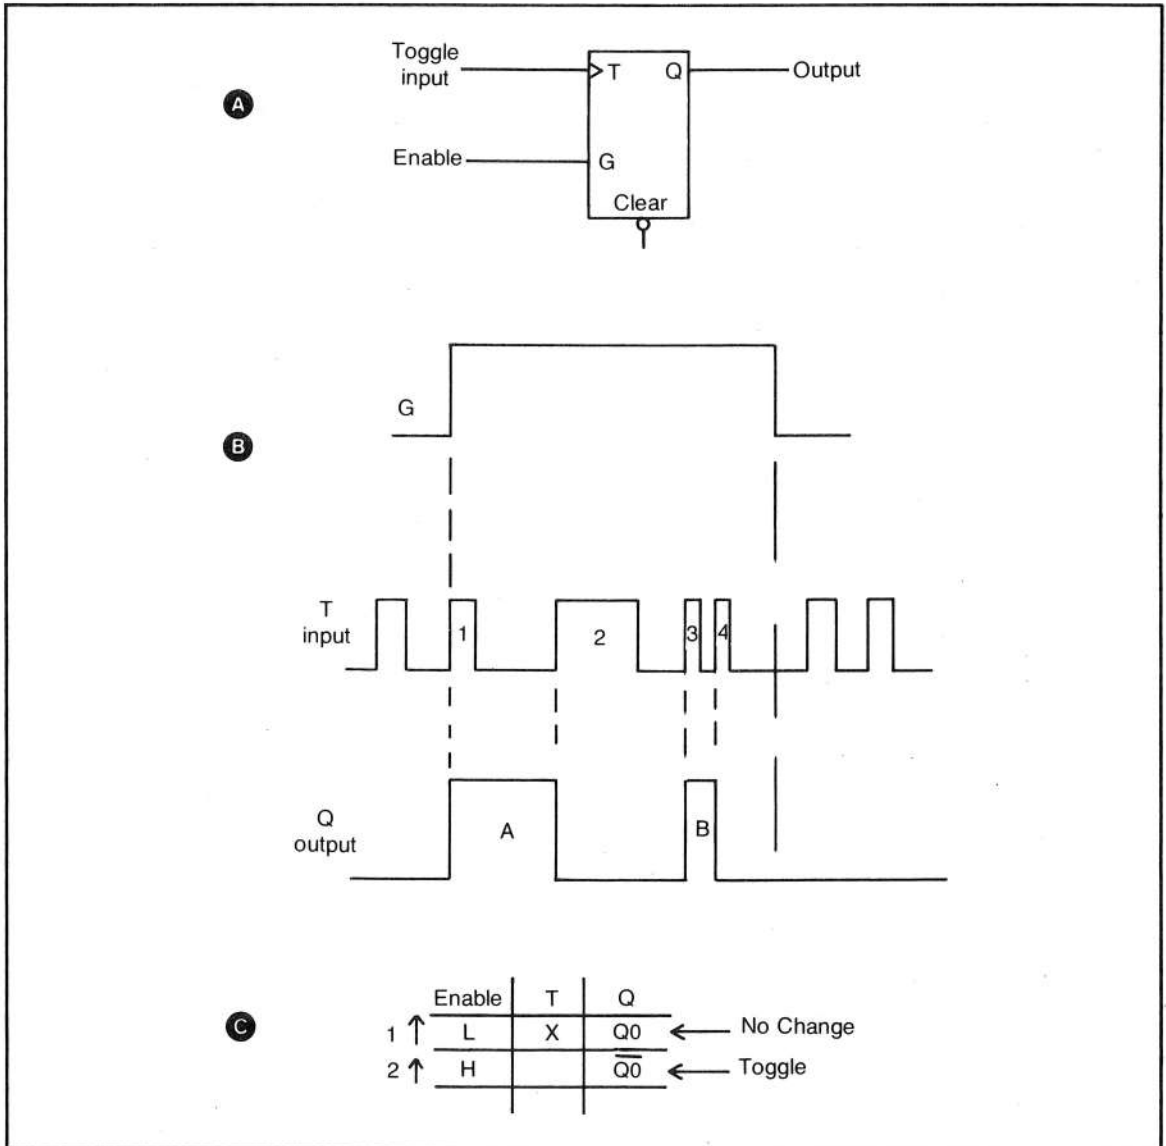 A
Toggle
input
T Q
Output
Enable
G
Clear
B
G
T
input
1 2 3 4
Q
output
A B
C
Enable T Q
1 ↑ L X Q0 ← No Change
2 ↑ H Q̅0̅ ← Toggle